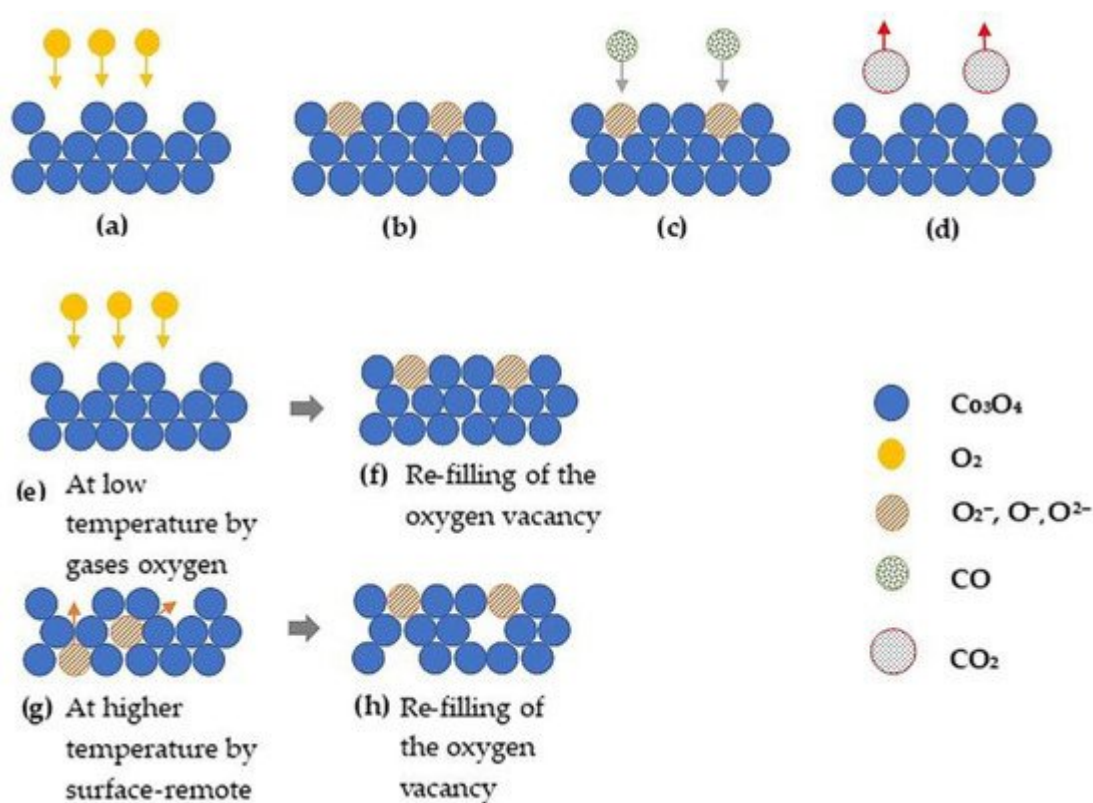 (a)
(b)
(c)
(d)
(e) At low
temperature by
gases oxygen
(f) Re-filling of the
oxygen vacancy
(g) At higher
temperature by
surface-remote
(h) Re-filling of
the oxygen
vacancy
Co₃O₄
O₂
O₂⁻, O⁻, O²⁻
CO
CO₂